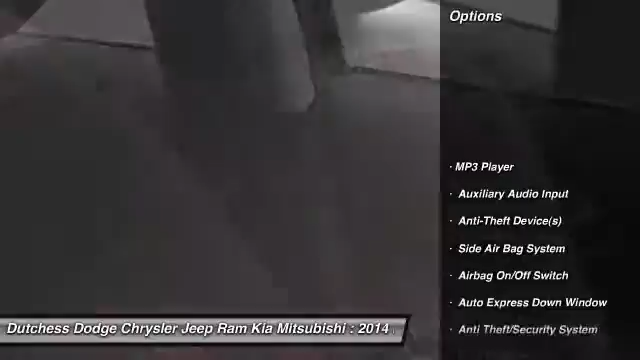 Options
· MP3 Player
· Auxiliary Audio Input
· Anti-Theft Device(s)
· Side Air Bag System
· Airbag On/Off Switch
· Auto Express Down Window
· Anti Theft/Security System
Dutchess Dodge Chrysler Jeep Ram Kia Mitsubishi : 2014